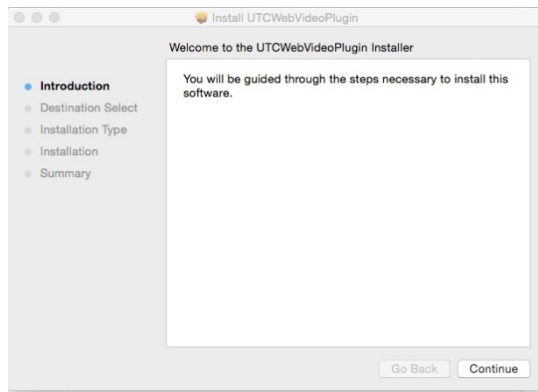 Install UTCWebVideoPlugin
Welcome to the UTCWebVideoPlugin Installer
Introduction
Destination Select
Installation Type
Installation
Summary
You will be guided through the steps necessary to install this
software.
Go Back
Continue